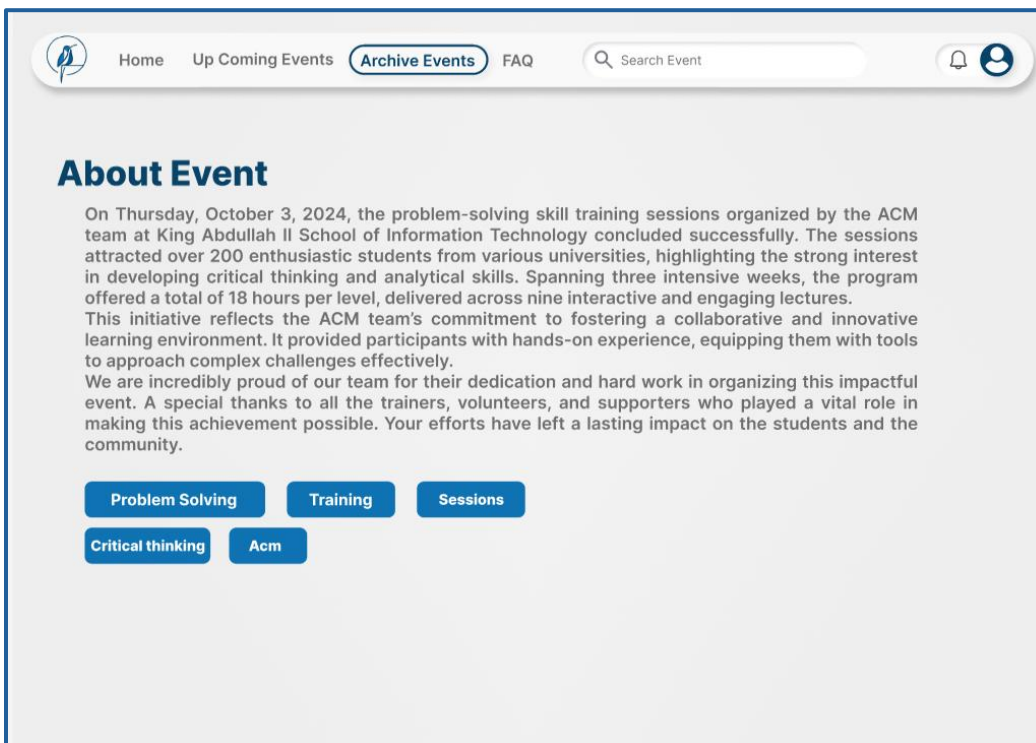 Home Up Coming Events Archive Events FAQ Search Event
About Event
On Thursday, October 3, 2024, the problem-solving skill training sessions organized by the ACM
team at King Abdullah II School of Information Technology concluded successfully. The sessions
attracted over 200 enthusiastic students from various universities, highlighting the strong interest
in developing critical thinking and analytical skills. Spanning three intensive weeks, the program
offered a total of 18 hours per level, delivered across nine interactive and engaging lectures.
This initiative reflects the ACM team’s commitment to fostering a collaborative and innovative
learning environment. It provided participants with hands-on experience, equipping them with tools
to approach complex challenges effectively.
We are incredibly proud of our team for their dedication and hard work in organizing this impactful
event. A special thanks to all the trainers, volunteers, and supporters who played a vital role in
making this achievement possible. Your efforts have left a lasting impact on the students and the
community.
Problem Solving Training Sessions
Critical thinking Acm